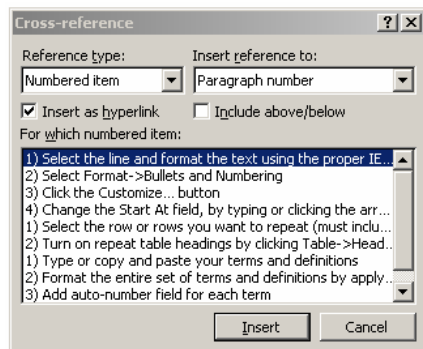 Cross-reference
Reference type: Insert reference to:
Numbered item Paragraph number
Insert as hyperlink Include above/below
For which numbered item:
1) Select the line and format the text using the proper IE...
2) Select Format->Bullets and Numbering
3) Click the Customize... button
4) Change the Start At field, by typing or clicking the arr...
1) Select the row or rows you want to repeat (must inclu...
2) Turn on repeat table headings by clicking Table->Head...
1) Type or copy and paste your terms and definitions
2) Format the entire set of terms and definitions by apply...
3) Add auto-number field for each term
Insert Cancel